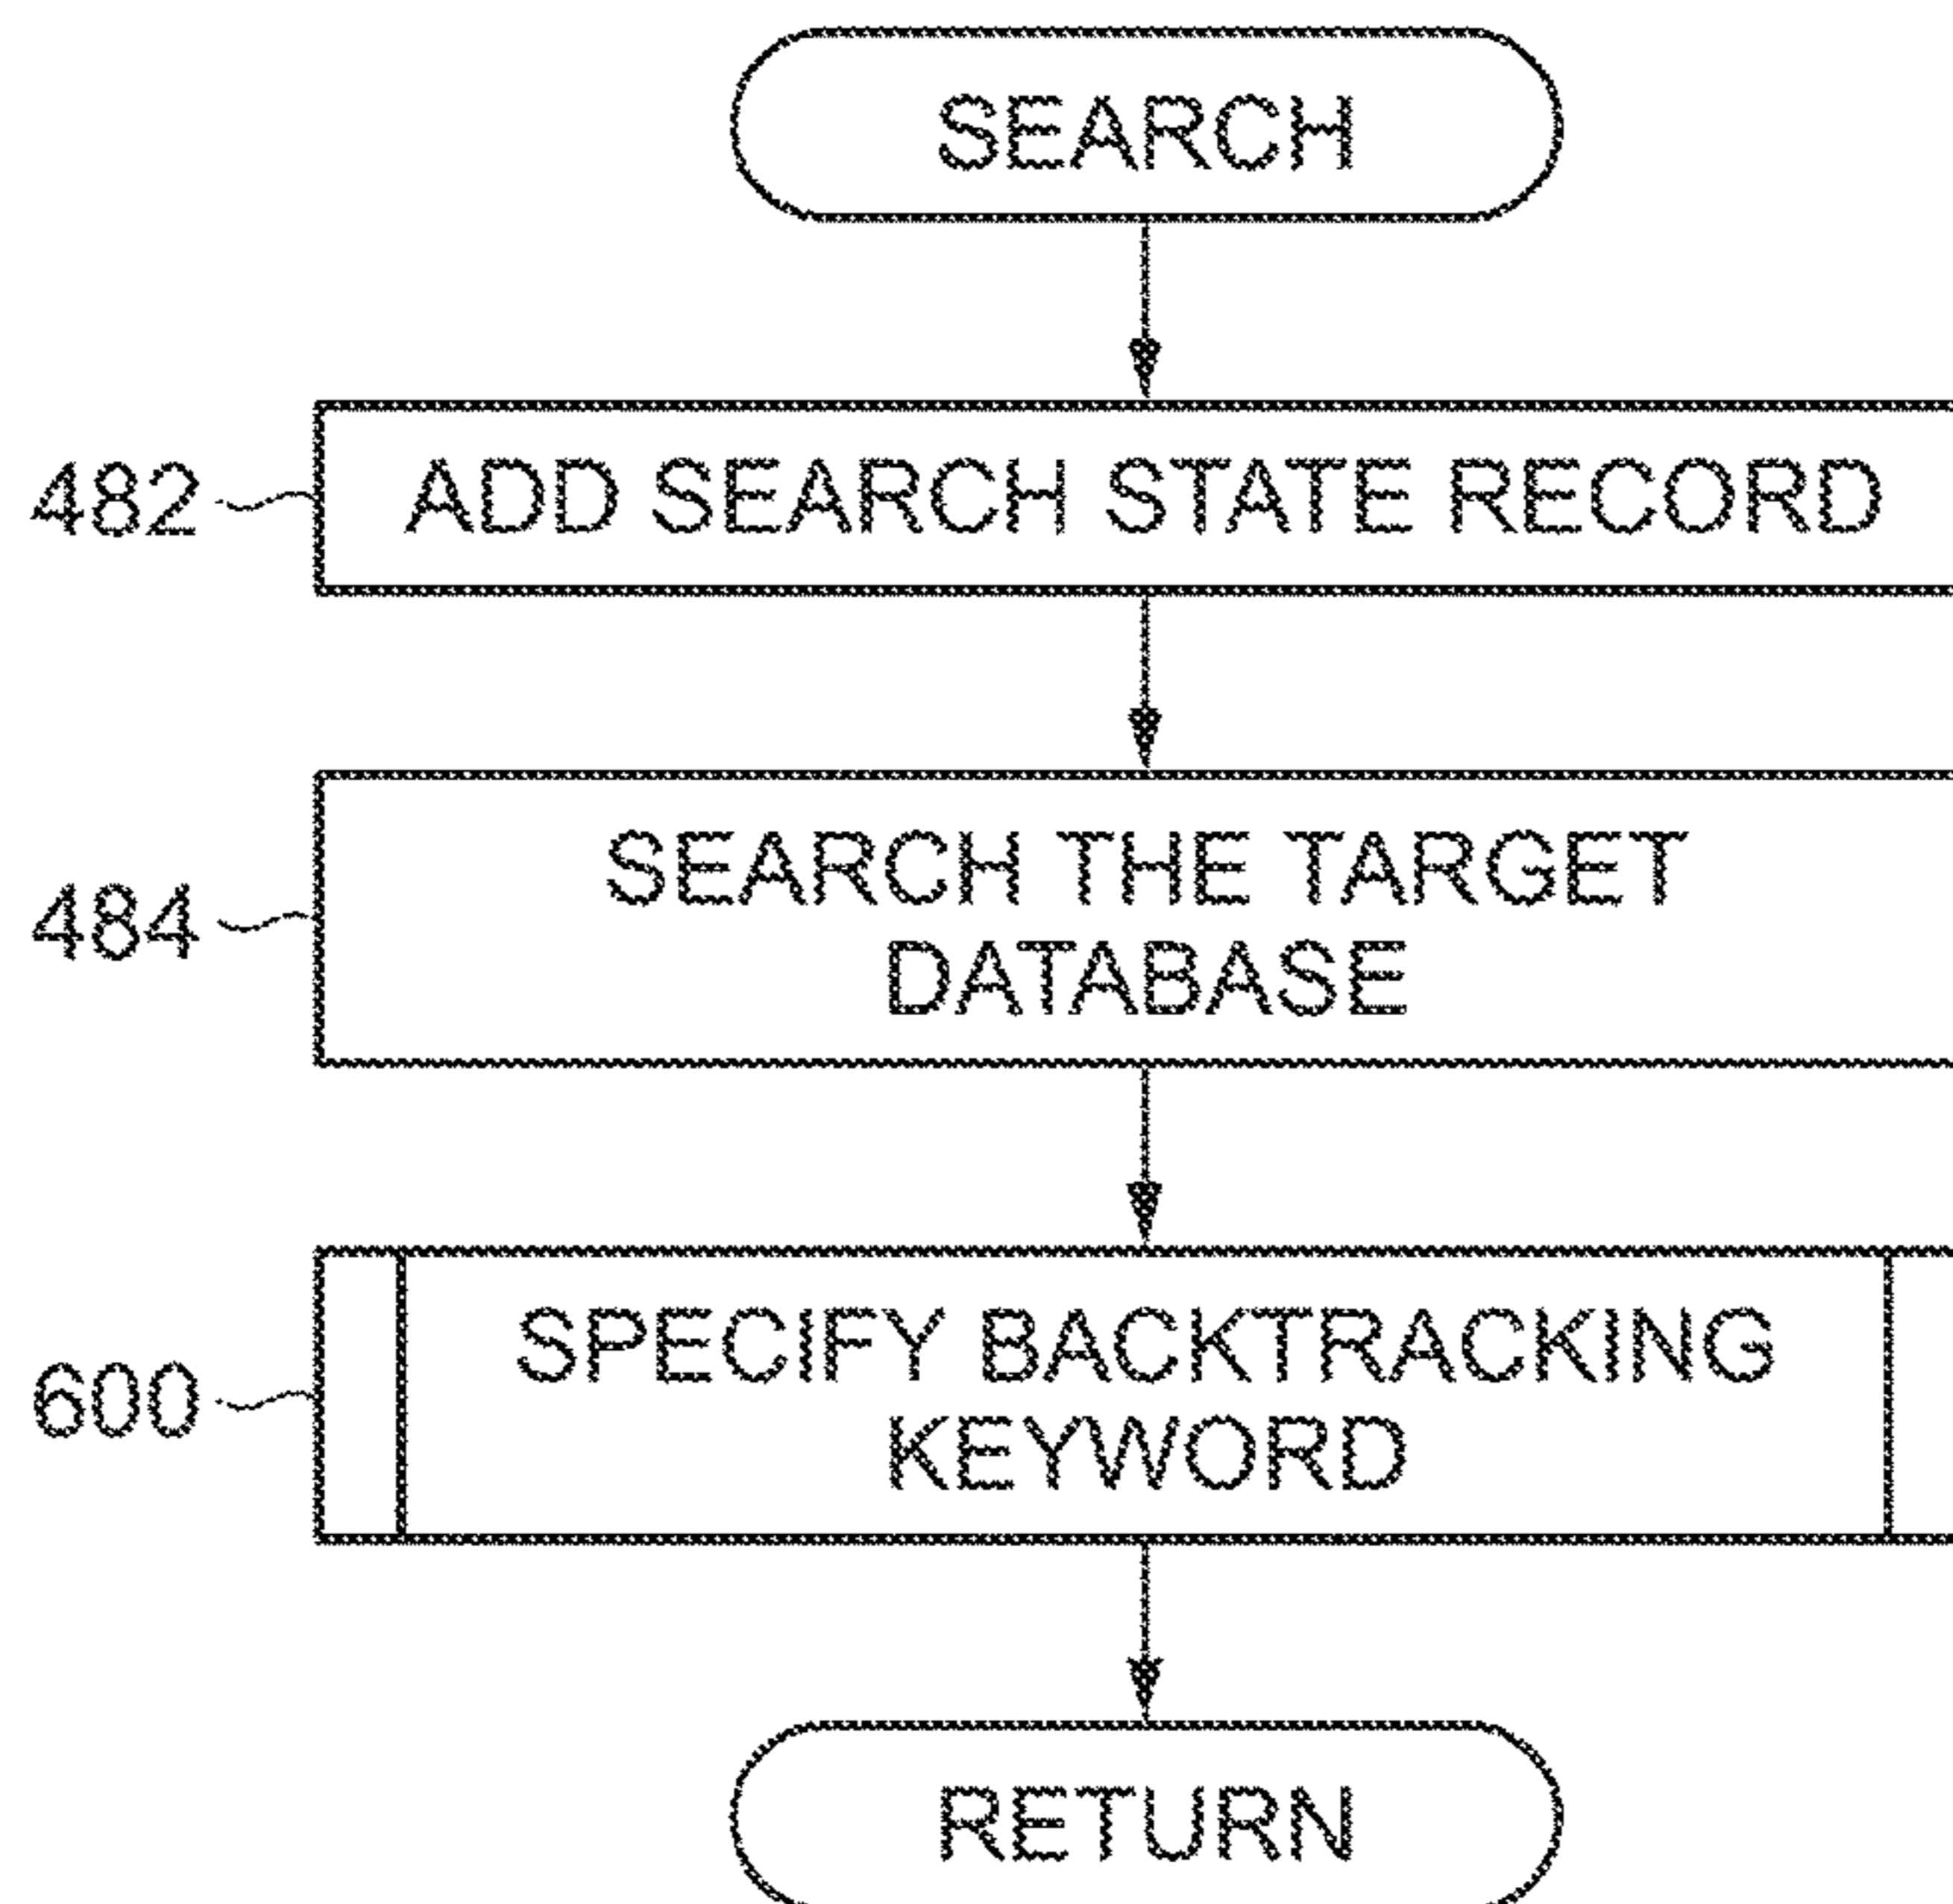 SEARCH
482 ADD SEARCH STATE RECORD
484 SEARCH THE TARGET
DATABASE
600 SPECIFY BACKTRACKING
KEYWORD
RETURN